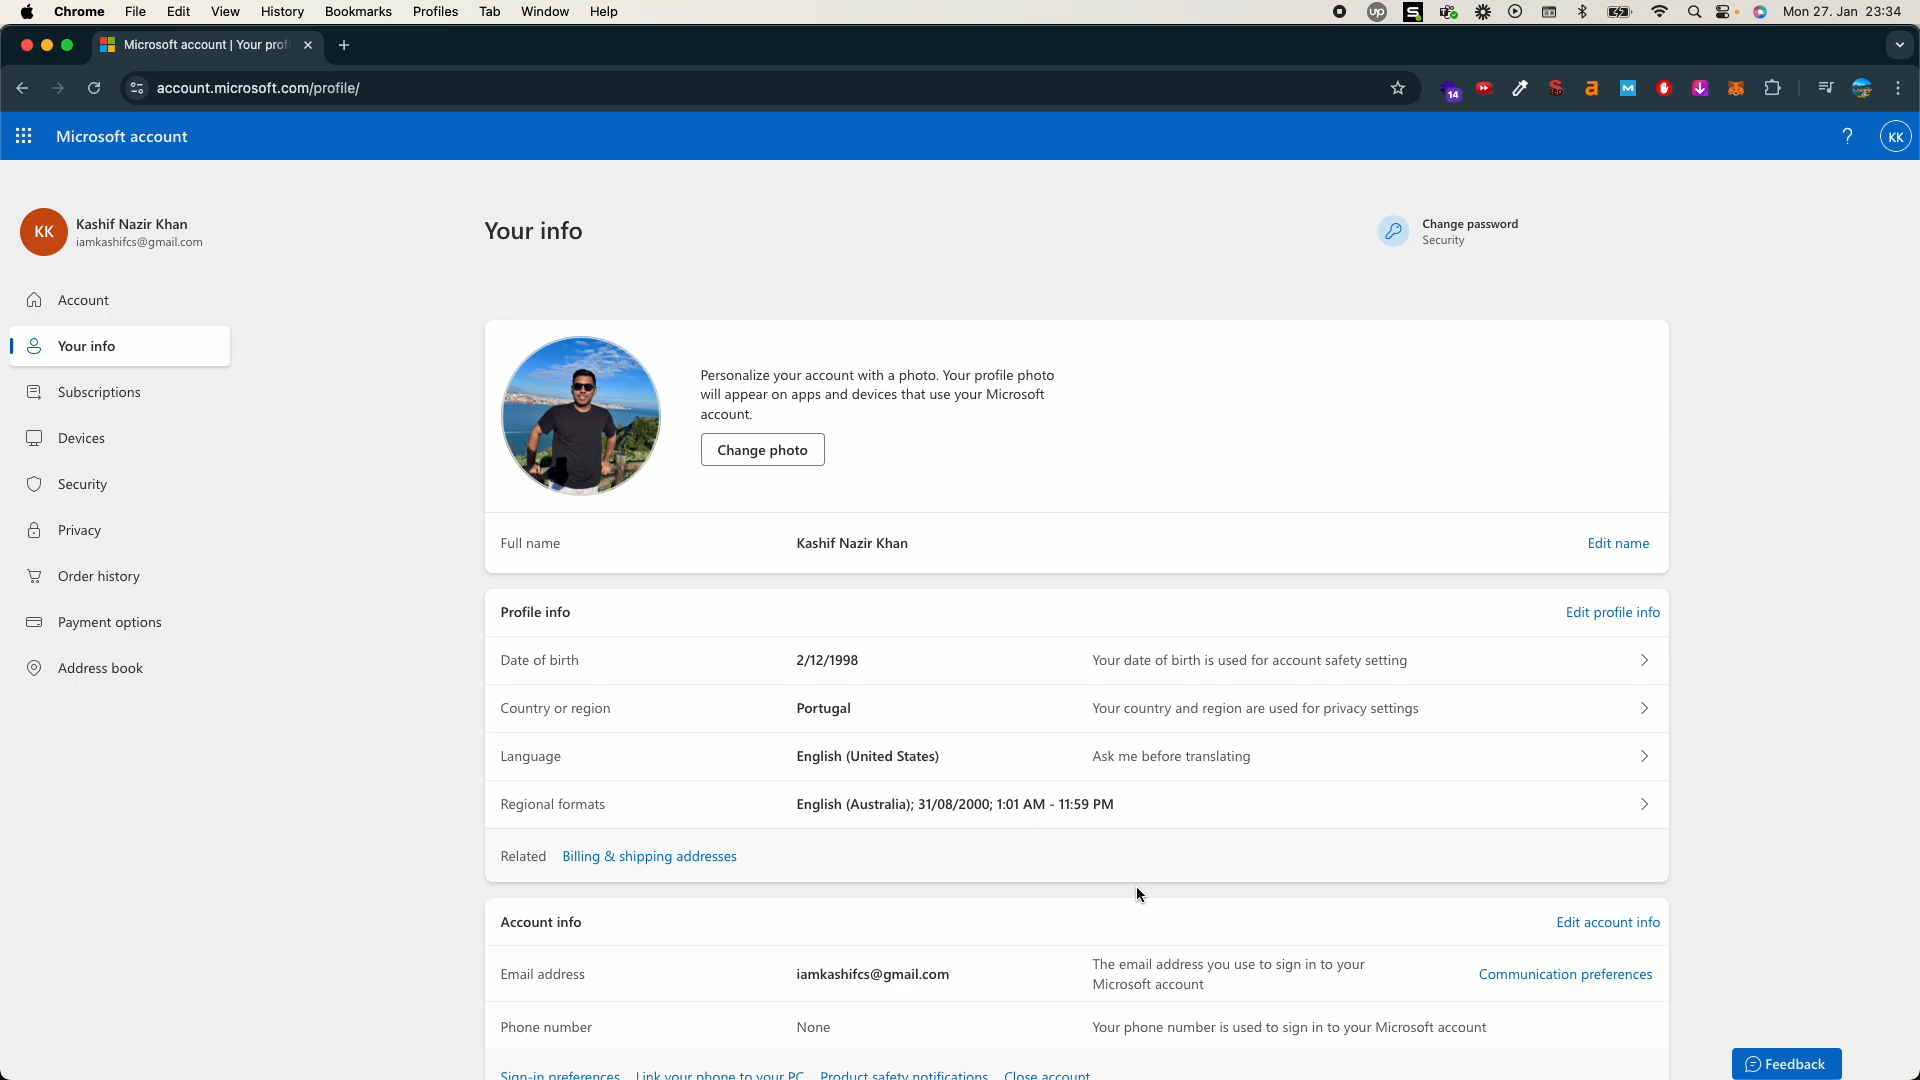 Chrome File Edit View History Bookmarks Profiles Tab Window Help
up S Mon 27. Jan 23:34
Microsoft account | Your prof
account.microsoft.com/profile/
14 a M
Microsoft account
? KK
KK
Kashif Nazir Khan
iamkashifcs@gmail.com
Account
Your info
Subscriptions
Devices
Security
Privacy
Order history
Payment options
Address book
Your info
Change password
Security
Personalize your account with a photo. Your profile photo
will appear on apps and devices that use your Microsoft
account.
Change photo
Full name Kashif Nazir Khan Edit name
Profile info Edit profile info
Date of birth 2/12/1998 Your date of birth is used for account safety setting
Country or region Portugal Your country and region are used for privacy settings
Language English (United States) Ask me before translating
Regional formats English (Australia); 31/08/2000; 1:01 AM - 11:59 PM
Related Billing & shipping addresses
Account info Edit account info
Email address iamkashifcs@gmail.com The email address you use to sign in to your
Microsoft account Communication preferences
Phone number None Your phone number is used to sign in to your Microsoft account
Sign-in preferences Link your phone to your PC Product safety notifications Close account
Feedback